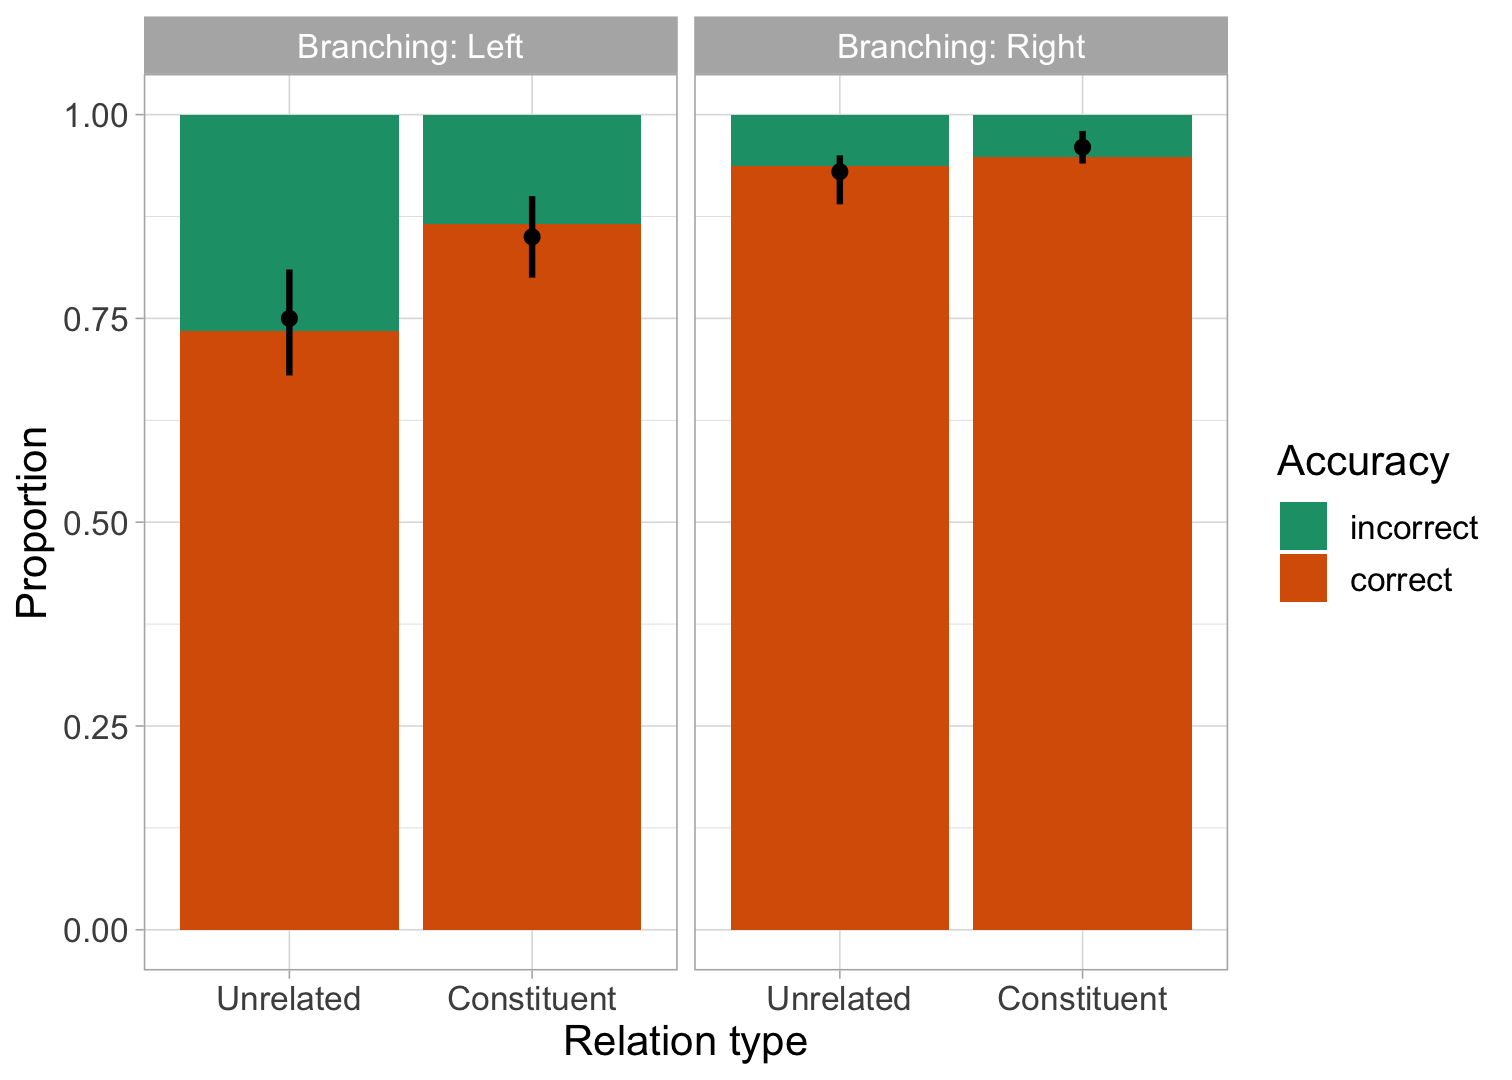 Branching: Left
Branching: Right
1.00
0.75
0.50
0.25
0.00
Proportion
Unrelated
Constituent
Unrelated
Constituent
Relation type
Accuracy
incorrect
correct